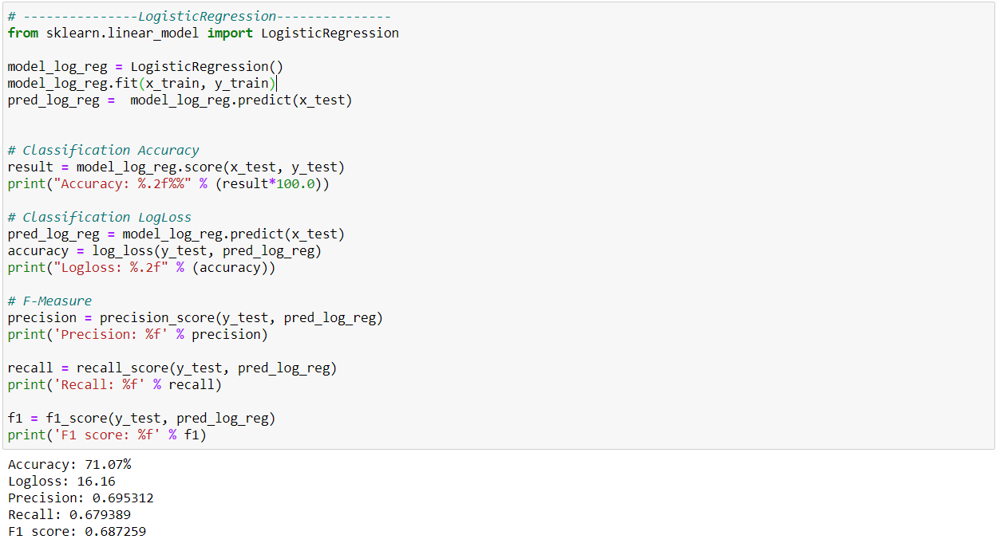 # ---------------LogisticRegression---------------
from sklearn.linear_model import LogisticRegression
model_log_reg = LogisticRegression()
model_log_reg.fit(x_train, y_train)
pred_log_reg =  model_log_reg.predict(x_test)
# Classification Accuracy
result = model_log_reg.score(x_test, y_test)
print("Accuracy: %.2f%%" % (result*100.0))
# Classification LogLoss
pred_log_reg = model_log_reg.predict(x_test)
accuracy = log_loss(y_test, pred_log_reg)
print("Logloss: %.2f" % (accuracy))
# F-Measure
precision = precision_score(y_test, pred_log_reg)
print('Precision: %f' % precision)
recall = recall_score(y_test, pred_log_reg)
print('Recall: %f' % recall)
f1 = f1_score(y_test, pred_log_reg)
print('F1 score: %f' % f1)
Accuracy: 71.07%
Logloss: 16.16
Precision: 0.695312
Recall: 0.679389
F1 score: 0.687259